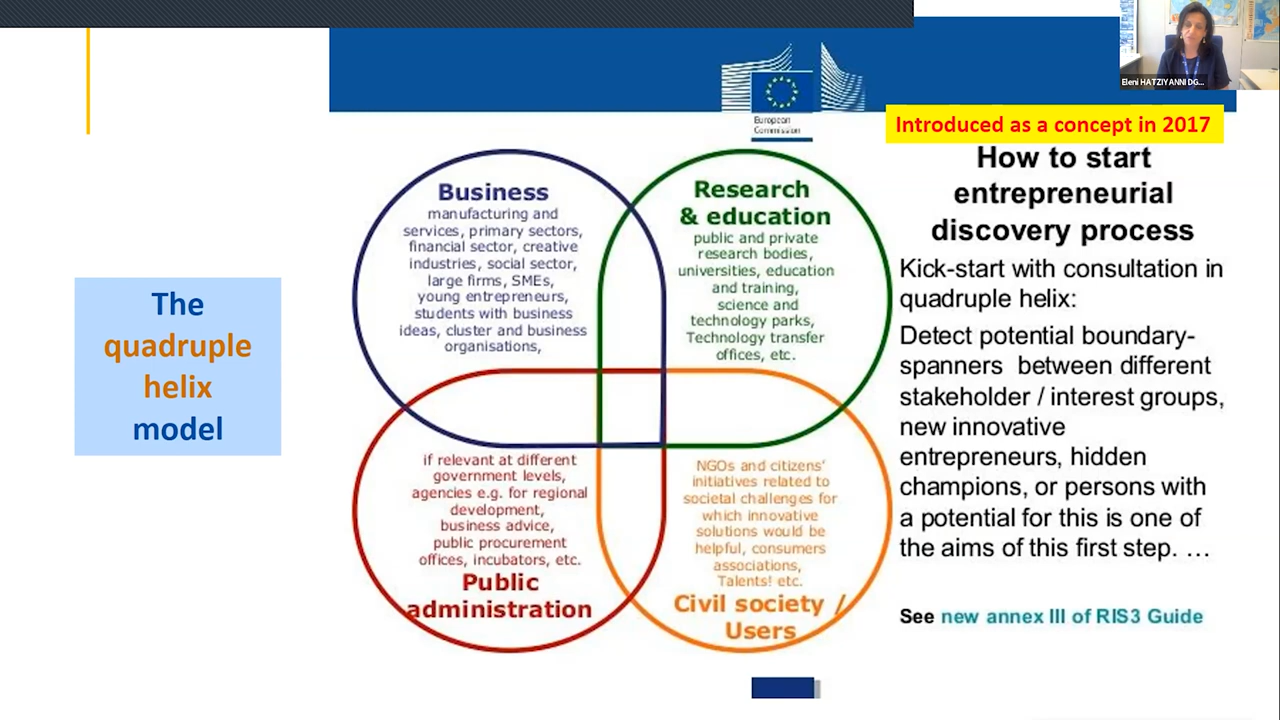 Eleni HATZIYANNI DG...
European
Commission
Introduced as a concept in 2017
The
quadruple
helix
model
Business
manufacturing and
services, primary sectors,
financial sector, creative
industries, social sector,
large firms, SMEs,
young entrepreneurs,
students with business
ideas, cluster and business
organisations,
Research
& education
public and private
research bodies,
universities, education
and training,
science and
technology parks,
Technology transfer
offices, etc.
if relevant at different
government levels,
agencies e.g. for regional
development,
business advice,
public procurement
offices, incubators, etc.
Public
administration
NGOs and citizens'
initiatives related to
societal challenges for
which innovative
solutions would be
helpful, consumers
associations,
Talents! etc.
Civil society /
Users
How to start
entrepreneurial
discovery process
Kick-start with consultation in
quadruple helix:
Detect potential boundary-
spanners between different
stakeholder / interest groups,
new innovative
entrepreneurs, hidden
champions, or persons with
a potential for this is one of
the aims of this first step. ...
See new annex III of RIS3 Guide